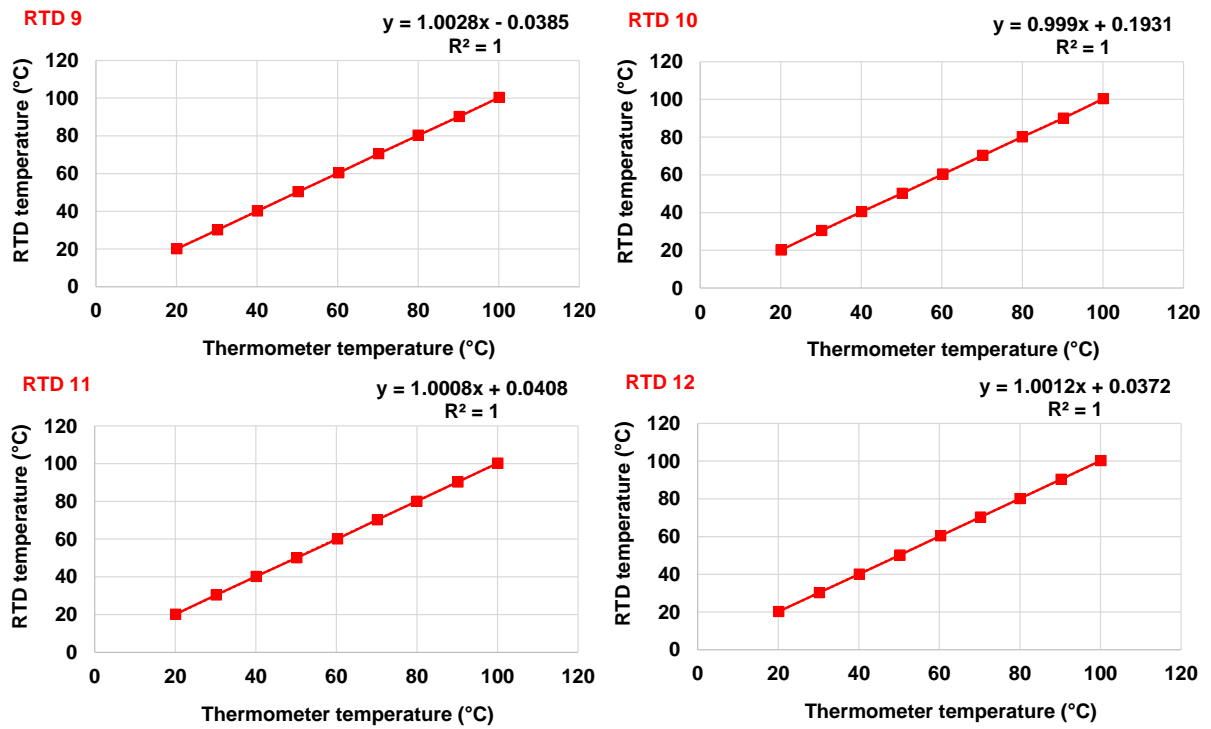 RTD 9
y = 1.0028x - 0.0385
R² = 1
RTD temperature (°C)
120
100
80
60
40
20
0
0 20 40 60 80 100 120
Thermometer temperature (°C)
RTD 10
y = 0.999x + 0.1931
R² = 1
RTD temperature (°C)
120
100
80
60
40
20
0
0 20 40 60 80 100 120
Thermometer temperature (°C)
RTD 11
y = 1.0008x + 0.0408
R² = 1
RTD temperature (°C)
120
100
80
60
40
20
0
0 20 40 60 80 100 120
Thermometer temperature (°C)
RTD 12
y = 1.0012x + 0.0372
R² = 1
RTD temperature (°C)
120
100
80
60
40
20
0
0 20 40 60 80 100 120
Thermometer temperature (°C)